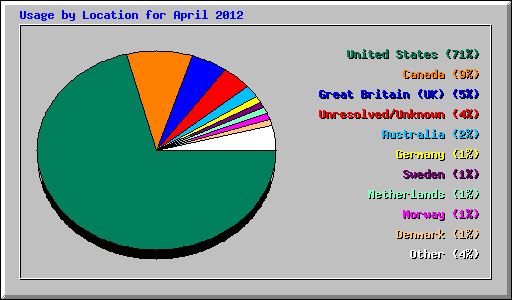 Usage by Location for April 2012
United States (71%)
Canada (9%)
Great Britain (UK) (5%)
Unresolved/Unknown (4%)
Australia (2%)
Germany (1%)
Sweden (1%)
Netherlands (1%)
Norway (1%)
Denmark (1%)
Other (4%)